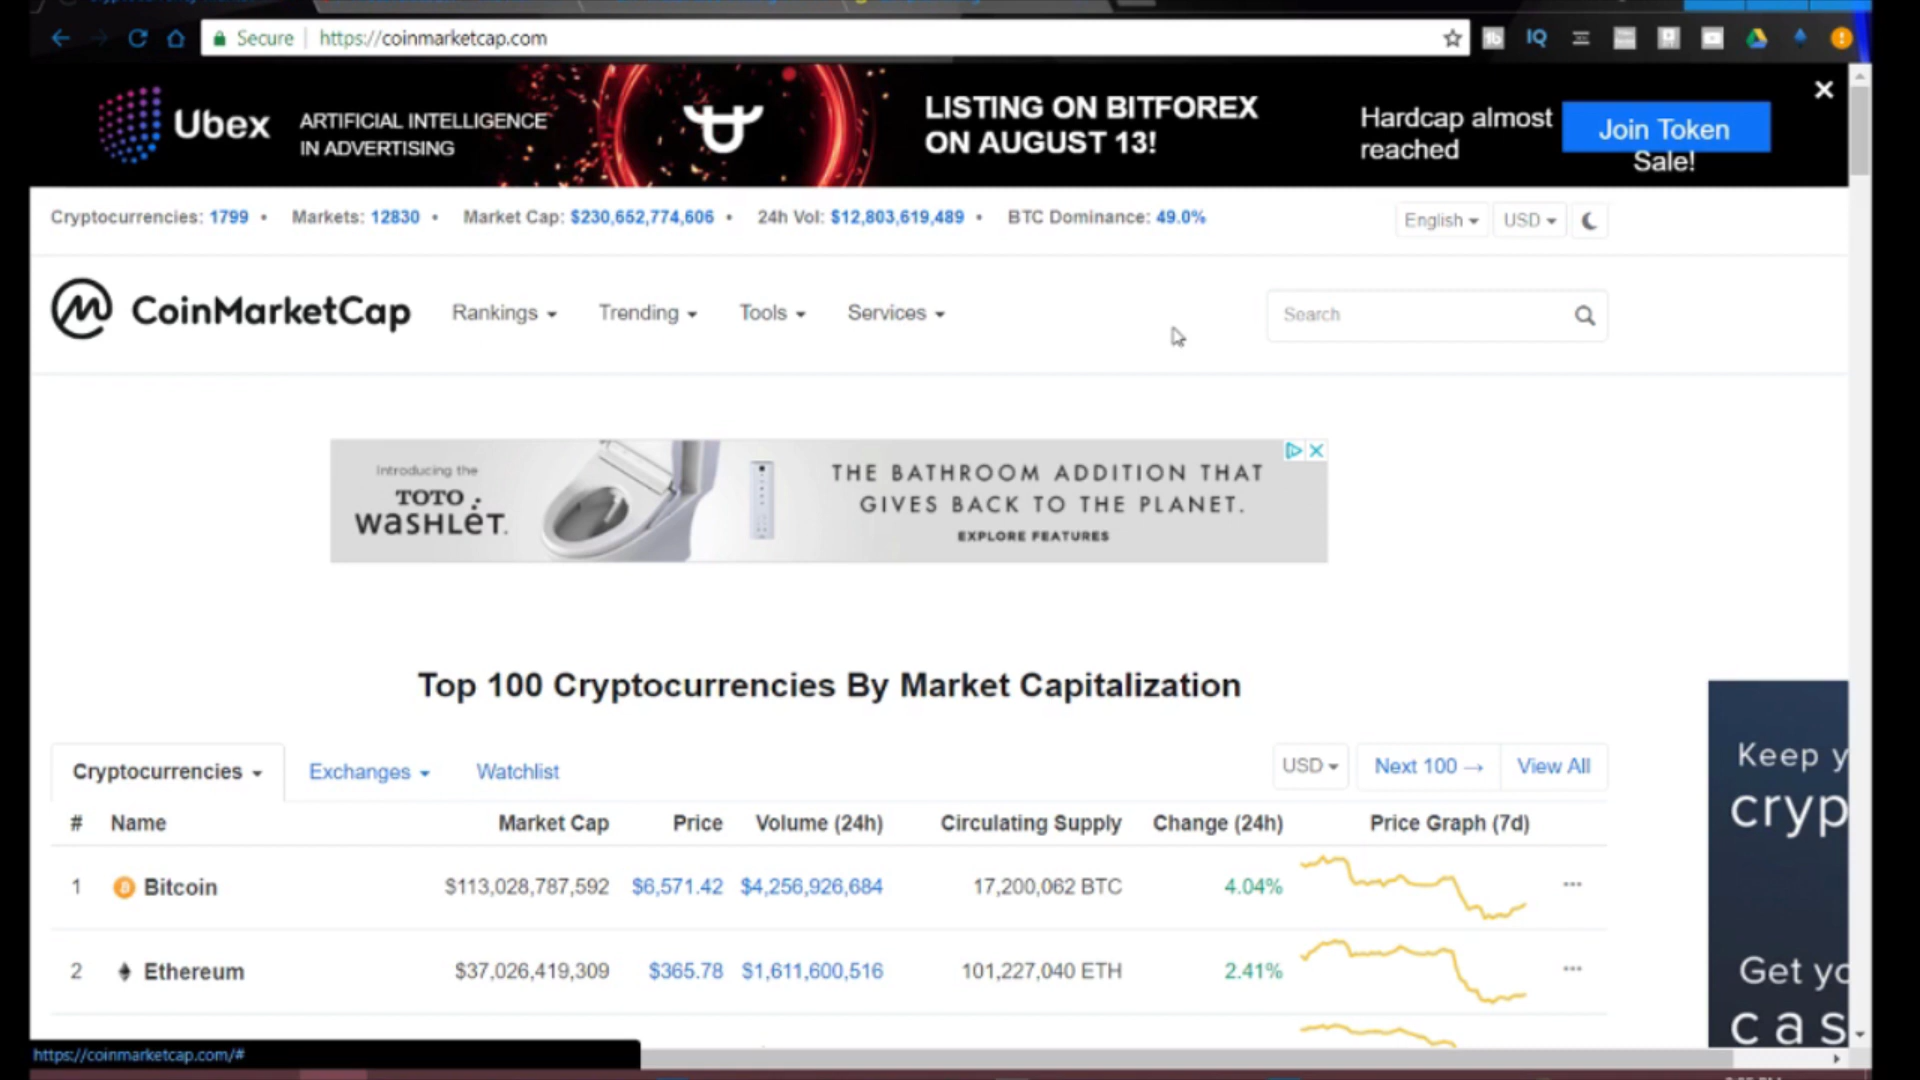 Secure https://coinmarketcap.com
IQ
Ubex ARTIFICIAL INTELLIGENCE
IN ADVERTISING
LISTING ON BITFOREX
ON AUGUST 13!
Hardcap almost
reached
Join Token
Sale!
Cryptocurrencies: 1799 • Markets: 12830 • Market Cap: $230,652,774,606 • 24h Vol: $12,803,619,489 • BTC Dominance: 49.0%
English USD
CoinMarketCap Rankings Trending Tools Services Search
Introducing the
TOTO
WASHLET.
THE BATHROOM ADDITION THAT
GIVES BACK TO THE PLANET.
EXPLORE FEATURES
Top 100 Cryptocurrencies By Market Capitalization
Cryptocurrencies Exchanges Watchlist USD Next 100 → View All
# Name Market Cap Price Volume (24h) Circulating Supply Change (24h) Price Graph (7d)
1 Bitcoin $113,028,787,592 $6,571.42 $4,256,926,684 17,200,062 BTC 4.04%
2 Ethereum $37,026,419,309 $365.78 $1,611,600,516 101,227,040 ETH 2.41%
Keep y
cryp
Get yo
cas
https://coinmarketcap.com/#